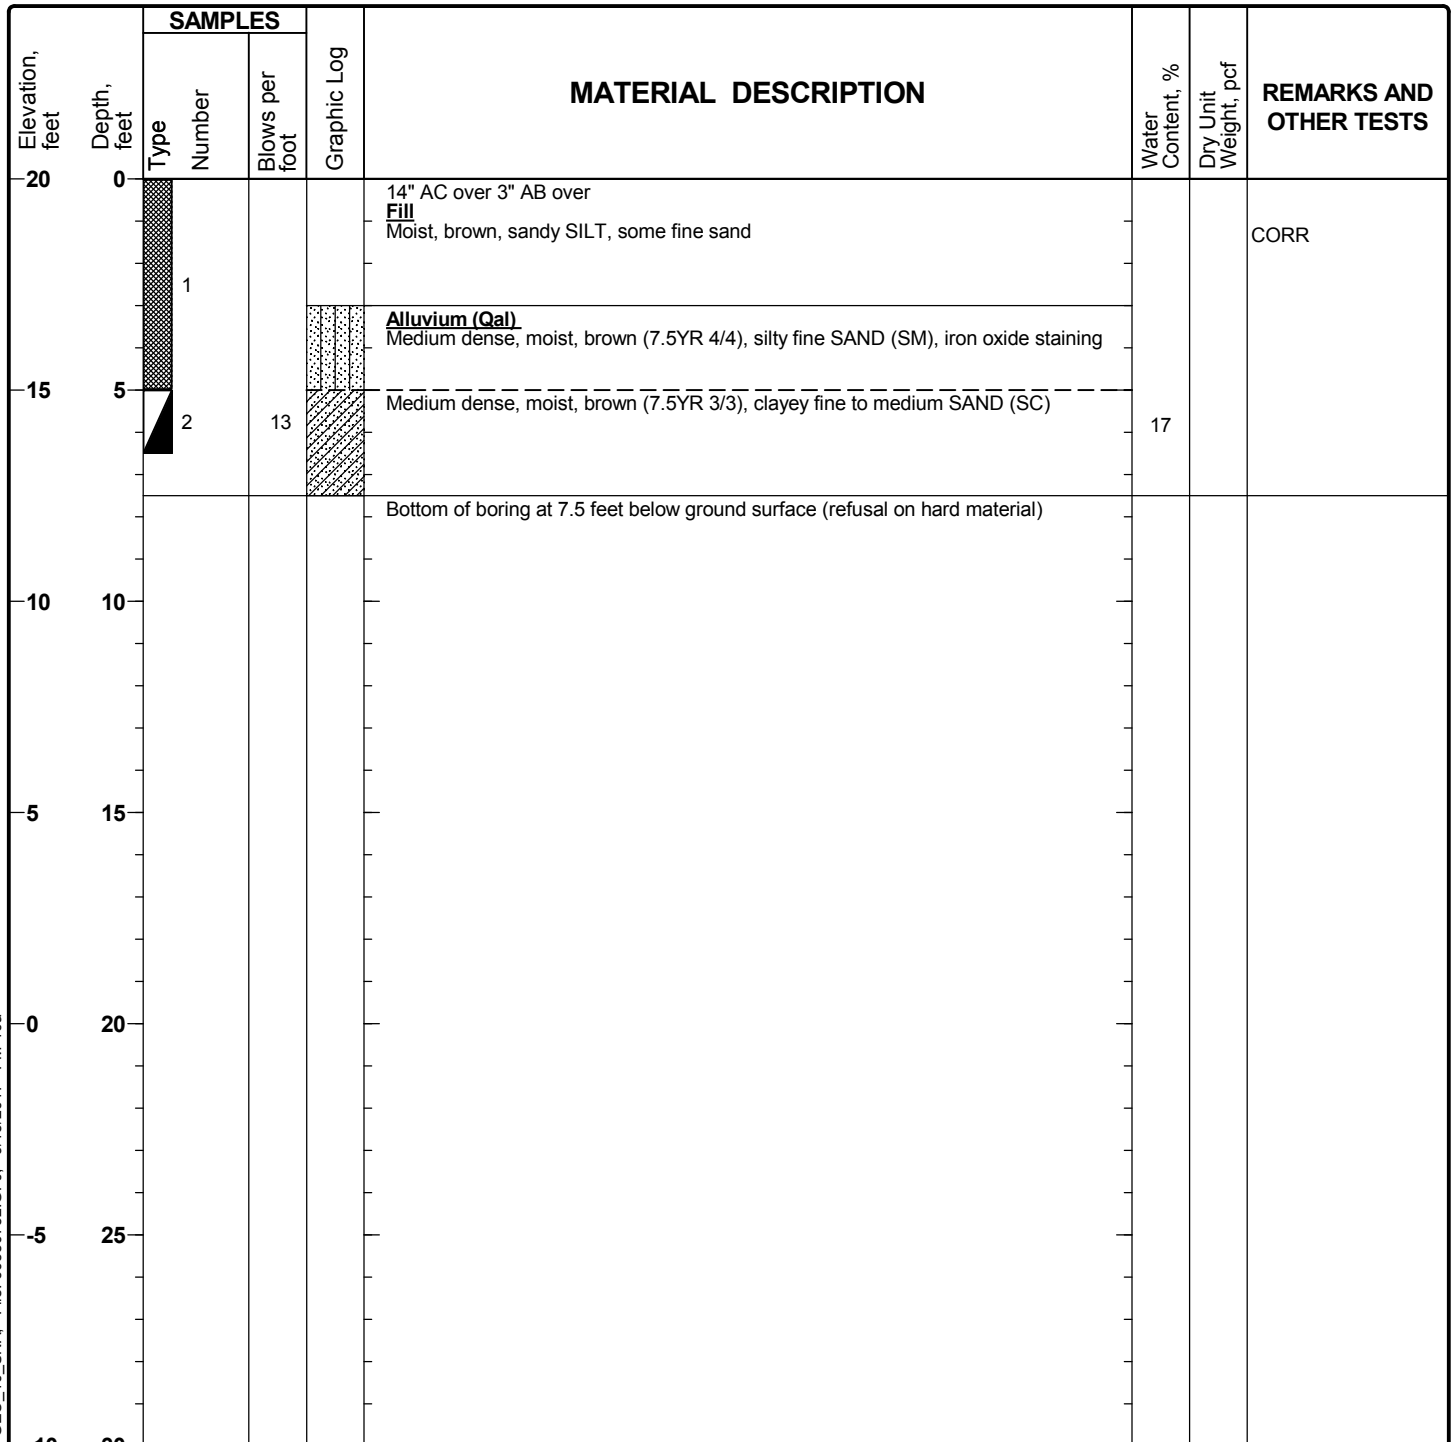 SAMPLES
Elevation, feet
Depth, feet
Type
Number
Blows per foot
Graphic Log
MATERIAL DESCRIPTION
Water Content, %
Dry Unit Weight, pcf
REMARKS AND
OTHER TESTS
20 0
14" AC over 3" AB over
Fill
Moist, brown, sandy SILT, some fine sand
CORR
1
Alluvium (Qal)
Medium dense, moist, brown (7.5YR 4/4), silty fine SAND (SM), iron oxide staining
15 5
Medium dense, moist, brown (7.5YR 3/3), clayey fine to medium SAND (SC)
2 13 17
Bottom of boring at 7.5 feet below ground surface (refusal on hard material)
10 10
5 15
0 20
-5 25